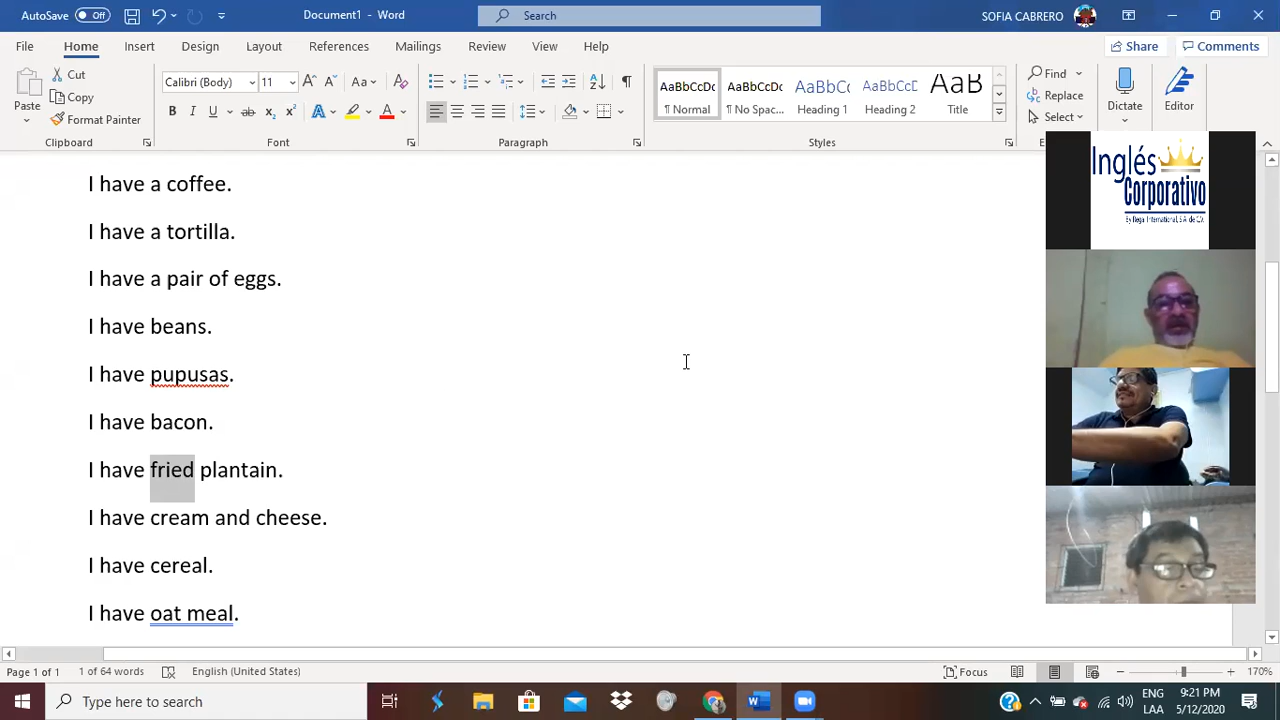 AutoSave Off Document1 - Word Search SOFIA CABRERO
File Home Insert Design Layout References Mailings Review View Help Share Comments
Paste Cut Copy Format Painter
Calibri (Body) 11
AaBbCcDc AaBbCcDc AaBbCc AaBbCcE AaB
¶ Normal ¶ No Spac... Heading 1 Heading 2 Title
Find Replace Select Dictate Editor
Clipboard Font Paragraph Styles
I have a coffee.
I have a tortilla.
I have a pair of eggs.
I have beans.
I have pupusas.
I have bacon.
I have fried plantain.
I have cream and cheese.
I have cereal.
I have oat meal.
Inglés
Corporativo
By Regal International, S.A. de C.V.
Page 1 of 1 1 of 64 words English (United States) Focus 170%
Type here to search
ENG
LAA
9:21 PM
5/12/2020